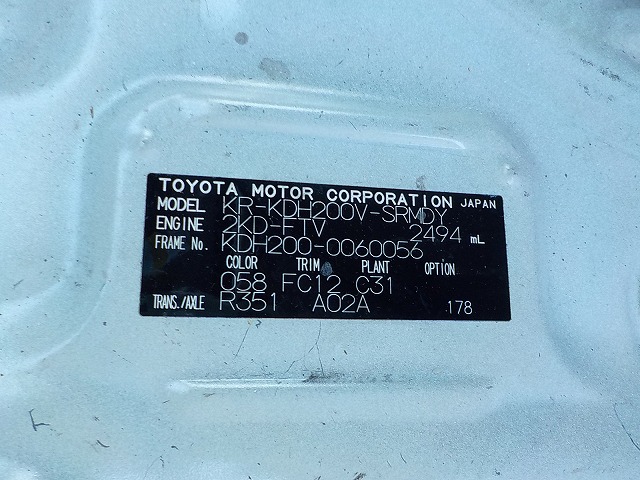 TOYOTA MOTOR CORPORATION JAPAN
MODEL KR-KDH200V-SRMDY
ENGINE 2KD-FTV 2494 mL
FRAME No. KDH200-0060056
COLOR TRIM PLANT OPTION
058 FC12 C31
TRANS./AXLE R351 A02A 178